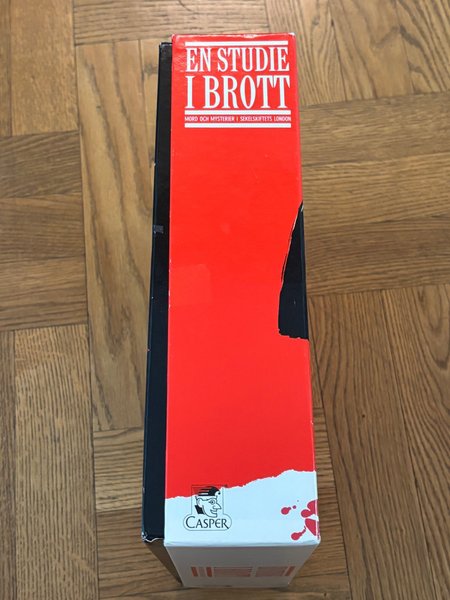 EN STUDIE
I BROTT
MORD OCH MYSTERIER I SEKELSKIFTETS LONDON
CASPER